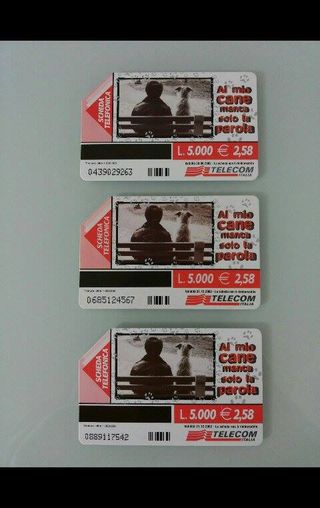 SCHEDA
TELEFONICA
Al mio
cane
manca
solo la
parola
L. 5.000 € 2,58
TELECOM
ITALIA
0439029263
SCHEDA
TELEFONICA
Al mio
cane
manca
solo la
parola
L. 5.000 € 2,58
TELECOM
ITALIA
0685124567
SCHEDA
TELEFONICA
Al mio
cane
manca
solo la
parola
L. 5.000 € 2,58
TELECOM
ITALIA
0889117542